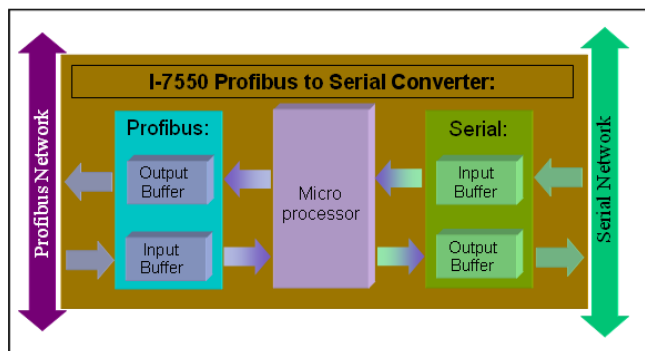 I-7550 Profibus to Serial Converter:
Profibus Network
Profibus:
Output
Buffer
Input
Buffer
Micro
processor
Serial:
Input
Buffer
Output
Buffer
Serial Network